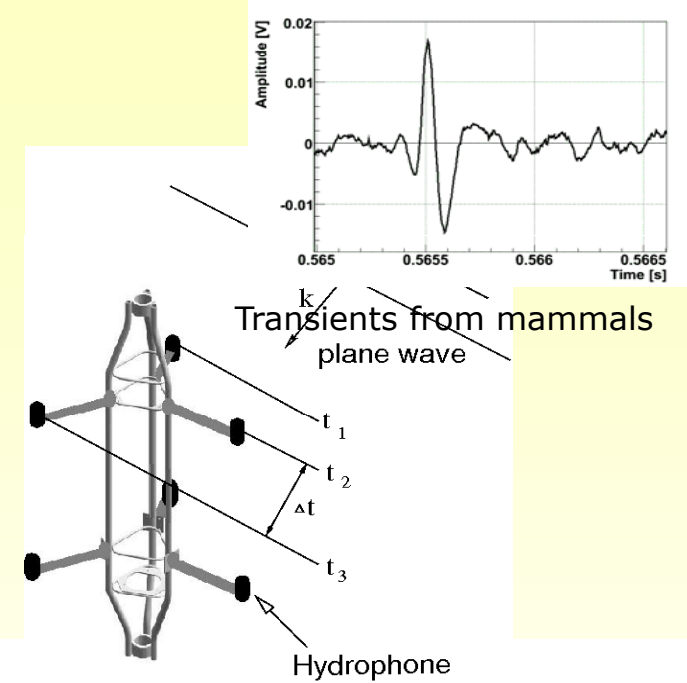 Amplitude [V]
0.02
0.01
0
-0.01
0.565 0.5655 0.566 0.5665
Time [s]
k
Transients from mammals
plane wave
t 1
t 2
Δt
t 3
Hydrophone